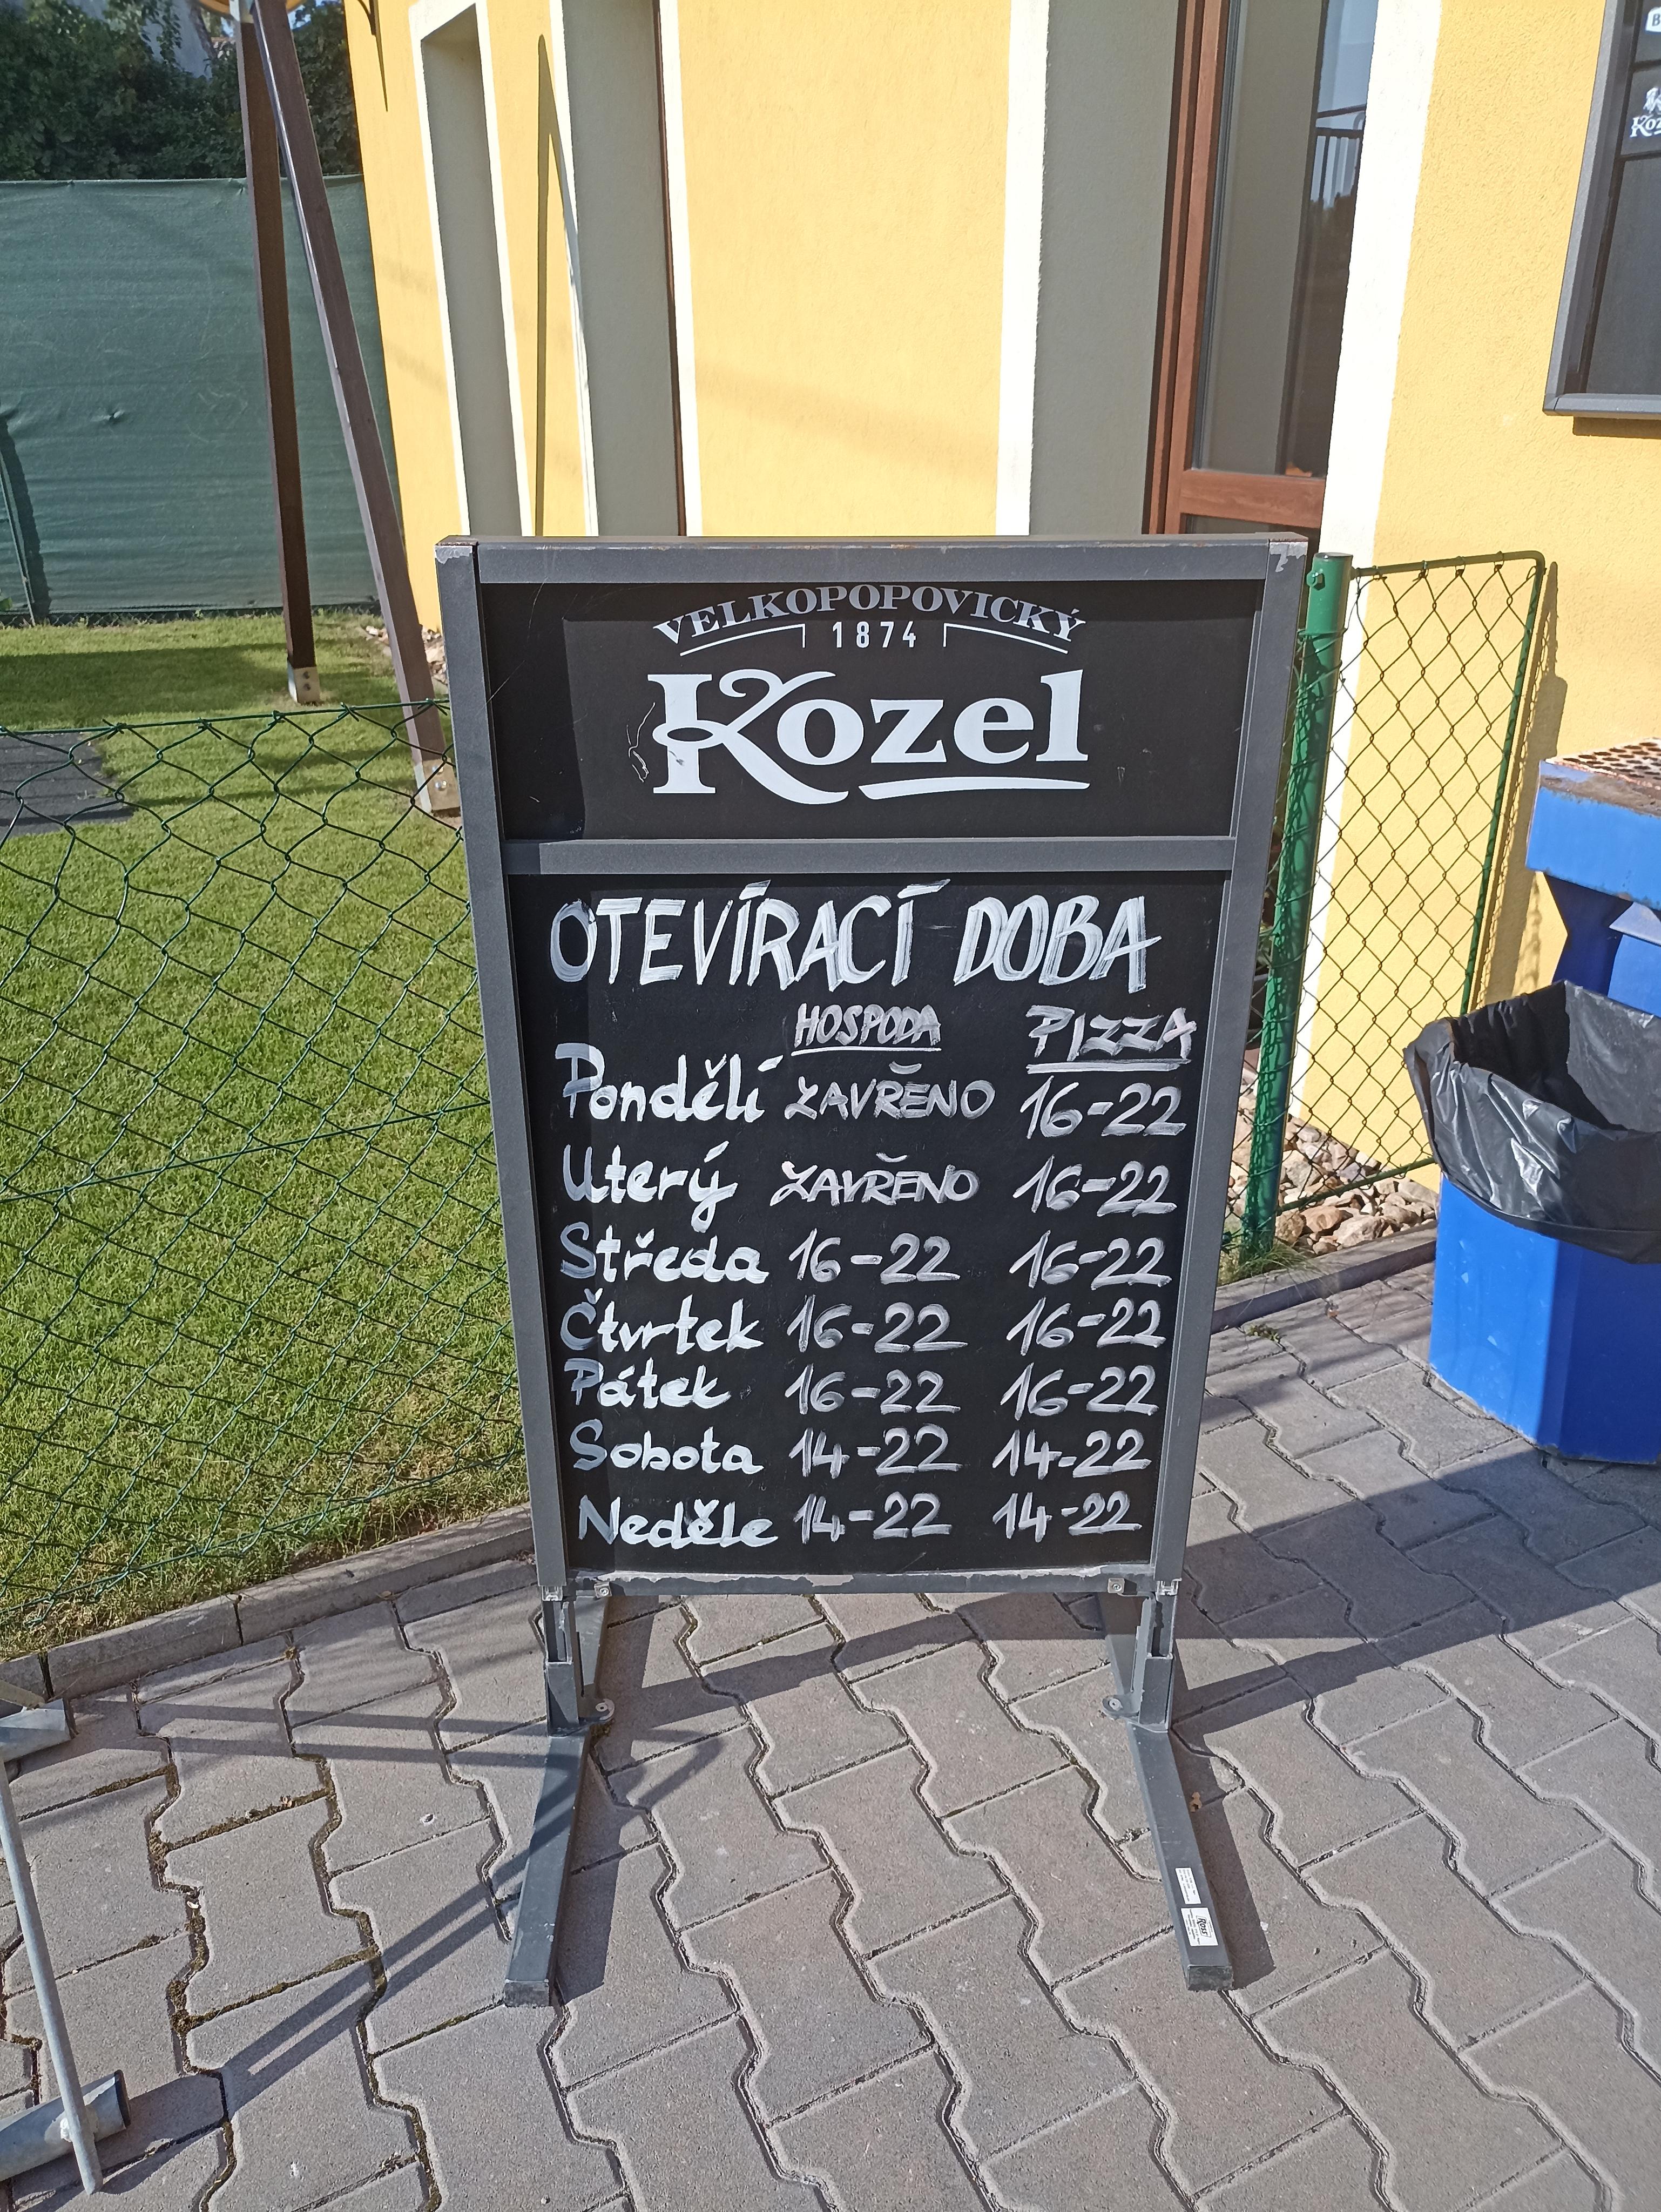 VELKOPOPOVICKÝ
1874
Kozel
OTEVÍRACÍ DOBA
HOSPODA PIZZA
Pondělí ZAVŘENO 16-22
Uterý ZAVŘENO 16-22
Středa 16-22 16-22
Čtvrtek 16-22 16-22
Pátek 16-22 16-22
Sobota 14-22 14-22
Neděle 14-22 14-22